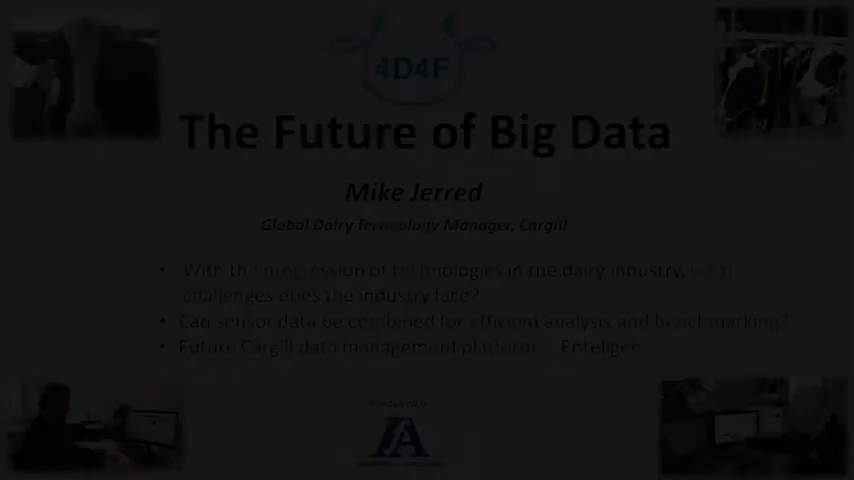 4D4F
The Future of Big Data
Mike Jerred
Global Dairy Technology Manager, Cargill
• With the progression of technologies in the dairy industry, what
challenges does the industry face?
• Can sensor data be combined for efficient analysis and benchmarking?
• Future Cargill data management platform Enteligen